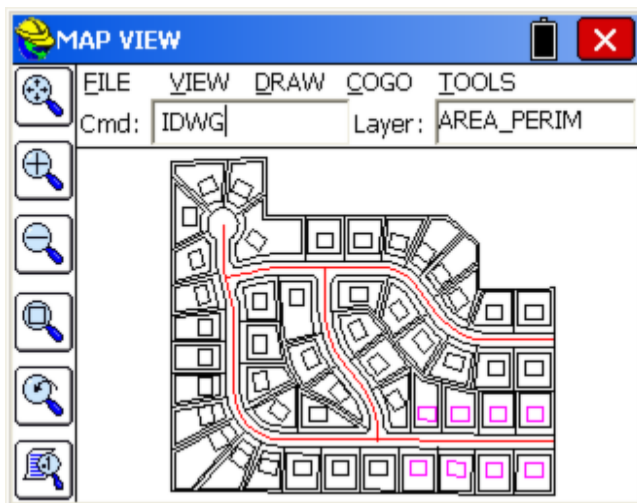 MAP VIEW
FILE VIEW DRAW COGO TOOLS
Cmd: IDWG Layer: AREA_PERIM